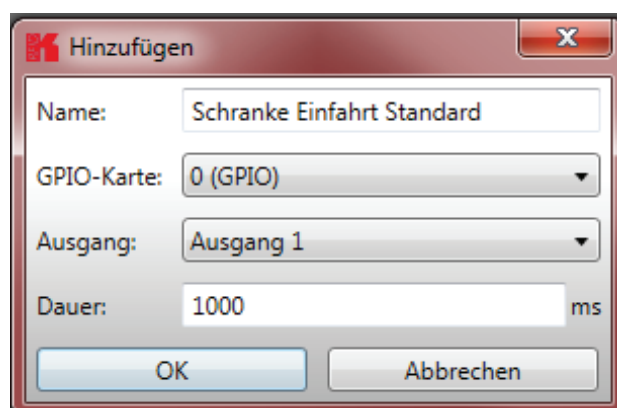 Hinzufügen
Name: Schranke Einfahrt Standard
GPIO-Karte: 0 (GPIO)
Ausgang: Ausgang 1
Dauer: 1000 ms
OK Abbrechen